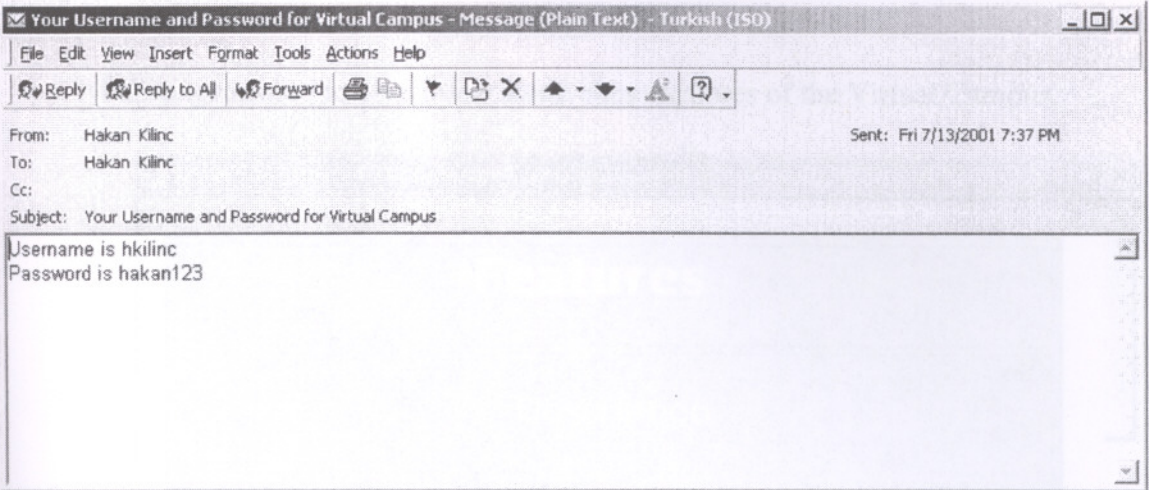 Your Username and Password for Virtual Campus - Message (Plain Text) - Turkish (ISO)
File Edit View Insert Format Tools Actions Help
Reply Reply to All Forward
From: Hakan Kilinc Sent: Fri 7/13/2001 7:37 PM
To: Hakan Kilinc
Cc:
Subject: Your Username and Password for Virtual Campus
Username is hkilinc
Password is hakan123